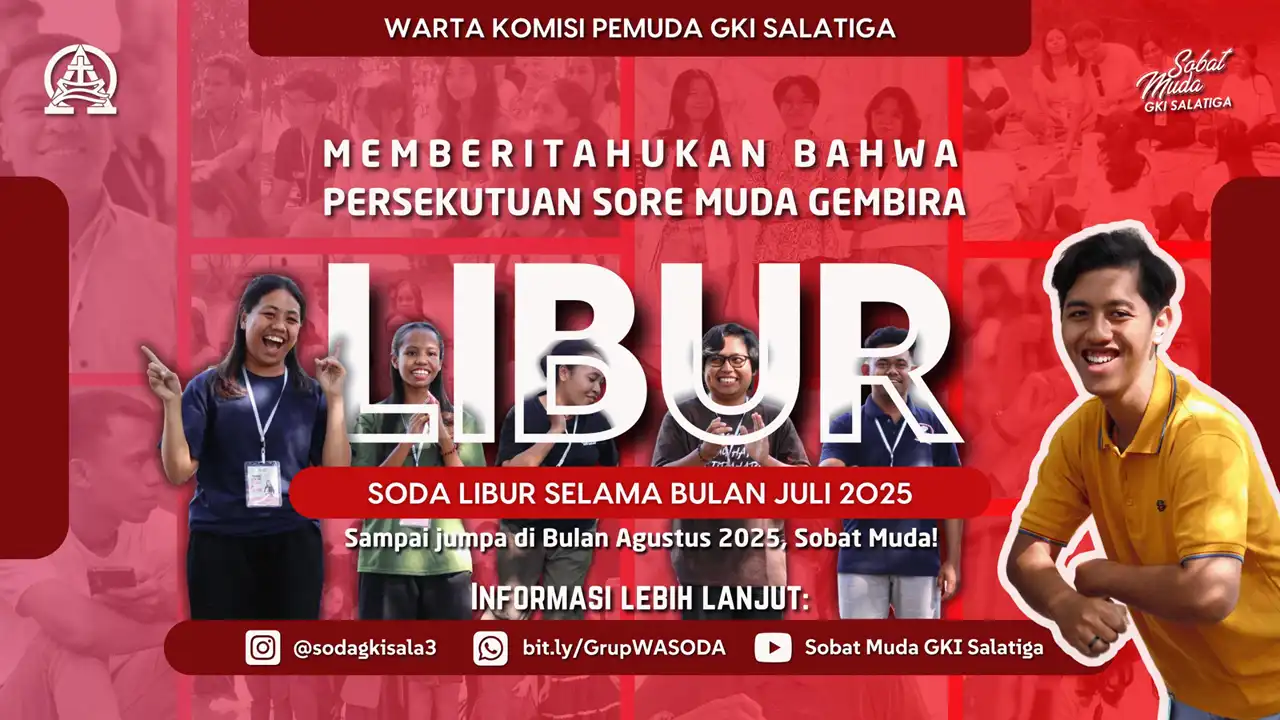 WARTA KOMISI PEMUDA GKI SALATIGA
Sobat
Muda
GKI SALATIGA
MEMBERITAHUKAN BAHWA
PERSEKUTUAN SORE MUDA GEMBIRA
LIBUR
SODA LIBUR SELAMA BULAN JULI 2025
Sampai jumpa di Bulan Agustus 2025, Sobat Muda!
INFORMASI LEBIH LANJUT:
@sodagkisala3 bit.ly/GrupWASODA Sobat Muda GKI Salatiga